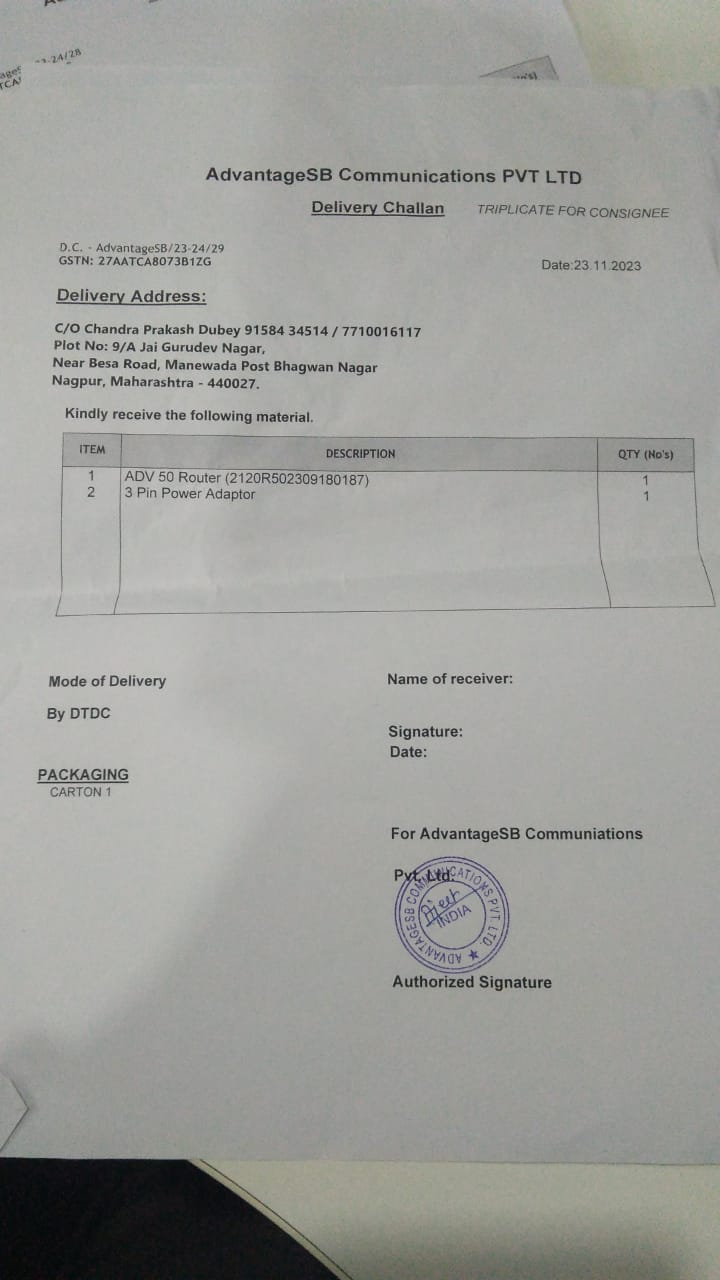 -24/28
AdvantageSB Communications PVT LTD
Delivery Challan TRIPLICATE FOR CONSIGNEE
D.C. - AdvantageSB/23-24/29
GSTN: 27AATCA8073B1ZG
Date:23.11.2023
Delivery Address:
C/O Chandra Prakash Dubey 91584 34514 / 7710016117
Plot No: 9/A Jai Gurudev Nagar,
Near Besa Road, Manewada Post Bhagwan Nagar
Nagpur, Maharashtra - 440027.
Kindly receive the following material.
ITEM DESCRIPTION QTY (No's)
1 ADV 50 Router (2120R502309180187) 1
2 3 Pin Power Adaptor 1
Mode of Delivery
Name of receiver:
By DTDC
Signature:
Date:
PACKAGING
CARTON 1
For AdvantageSB Communiations
Pvt. Ltd.
ADVANTAGESB COMMUNICATIONS PVT. LTD.
Ajeet
INDIA
Authorized Signature